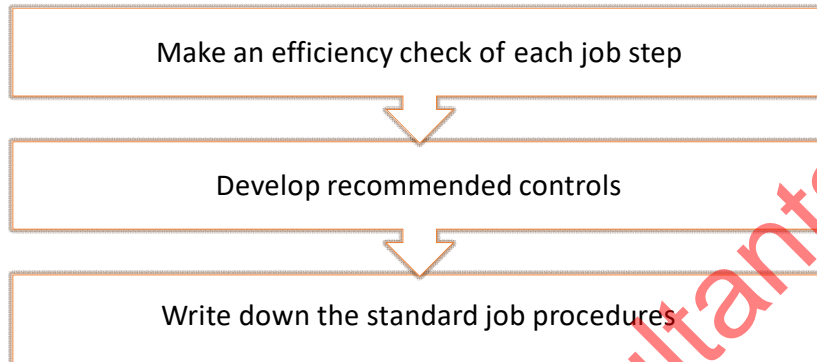 Make an efficiency check of each job step
Develop recommended controls
Write down the standard job procedures